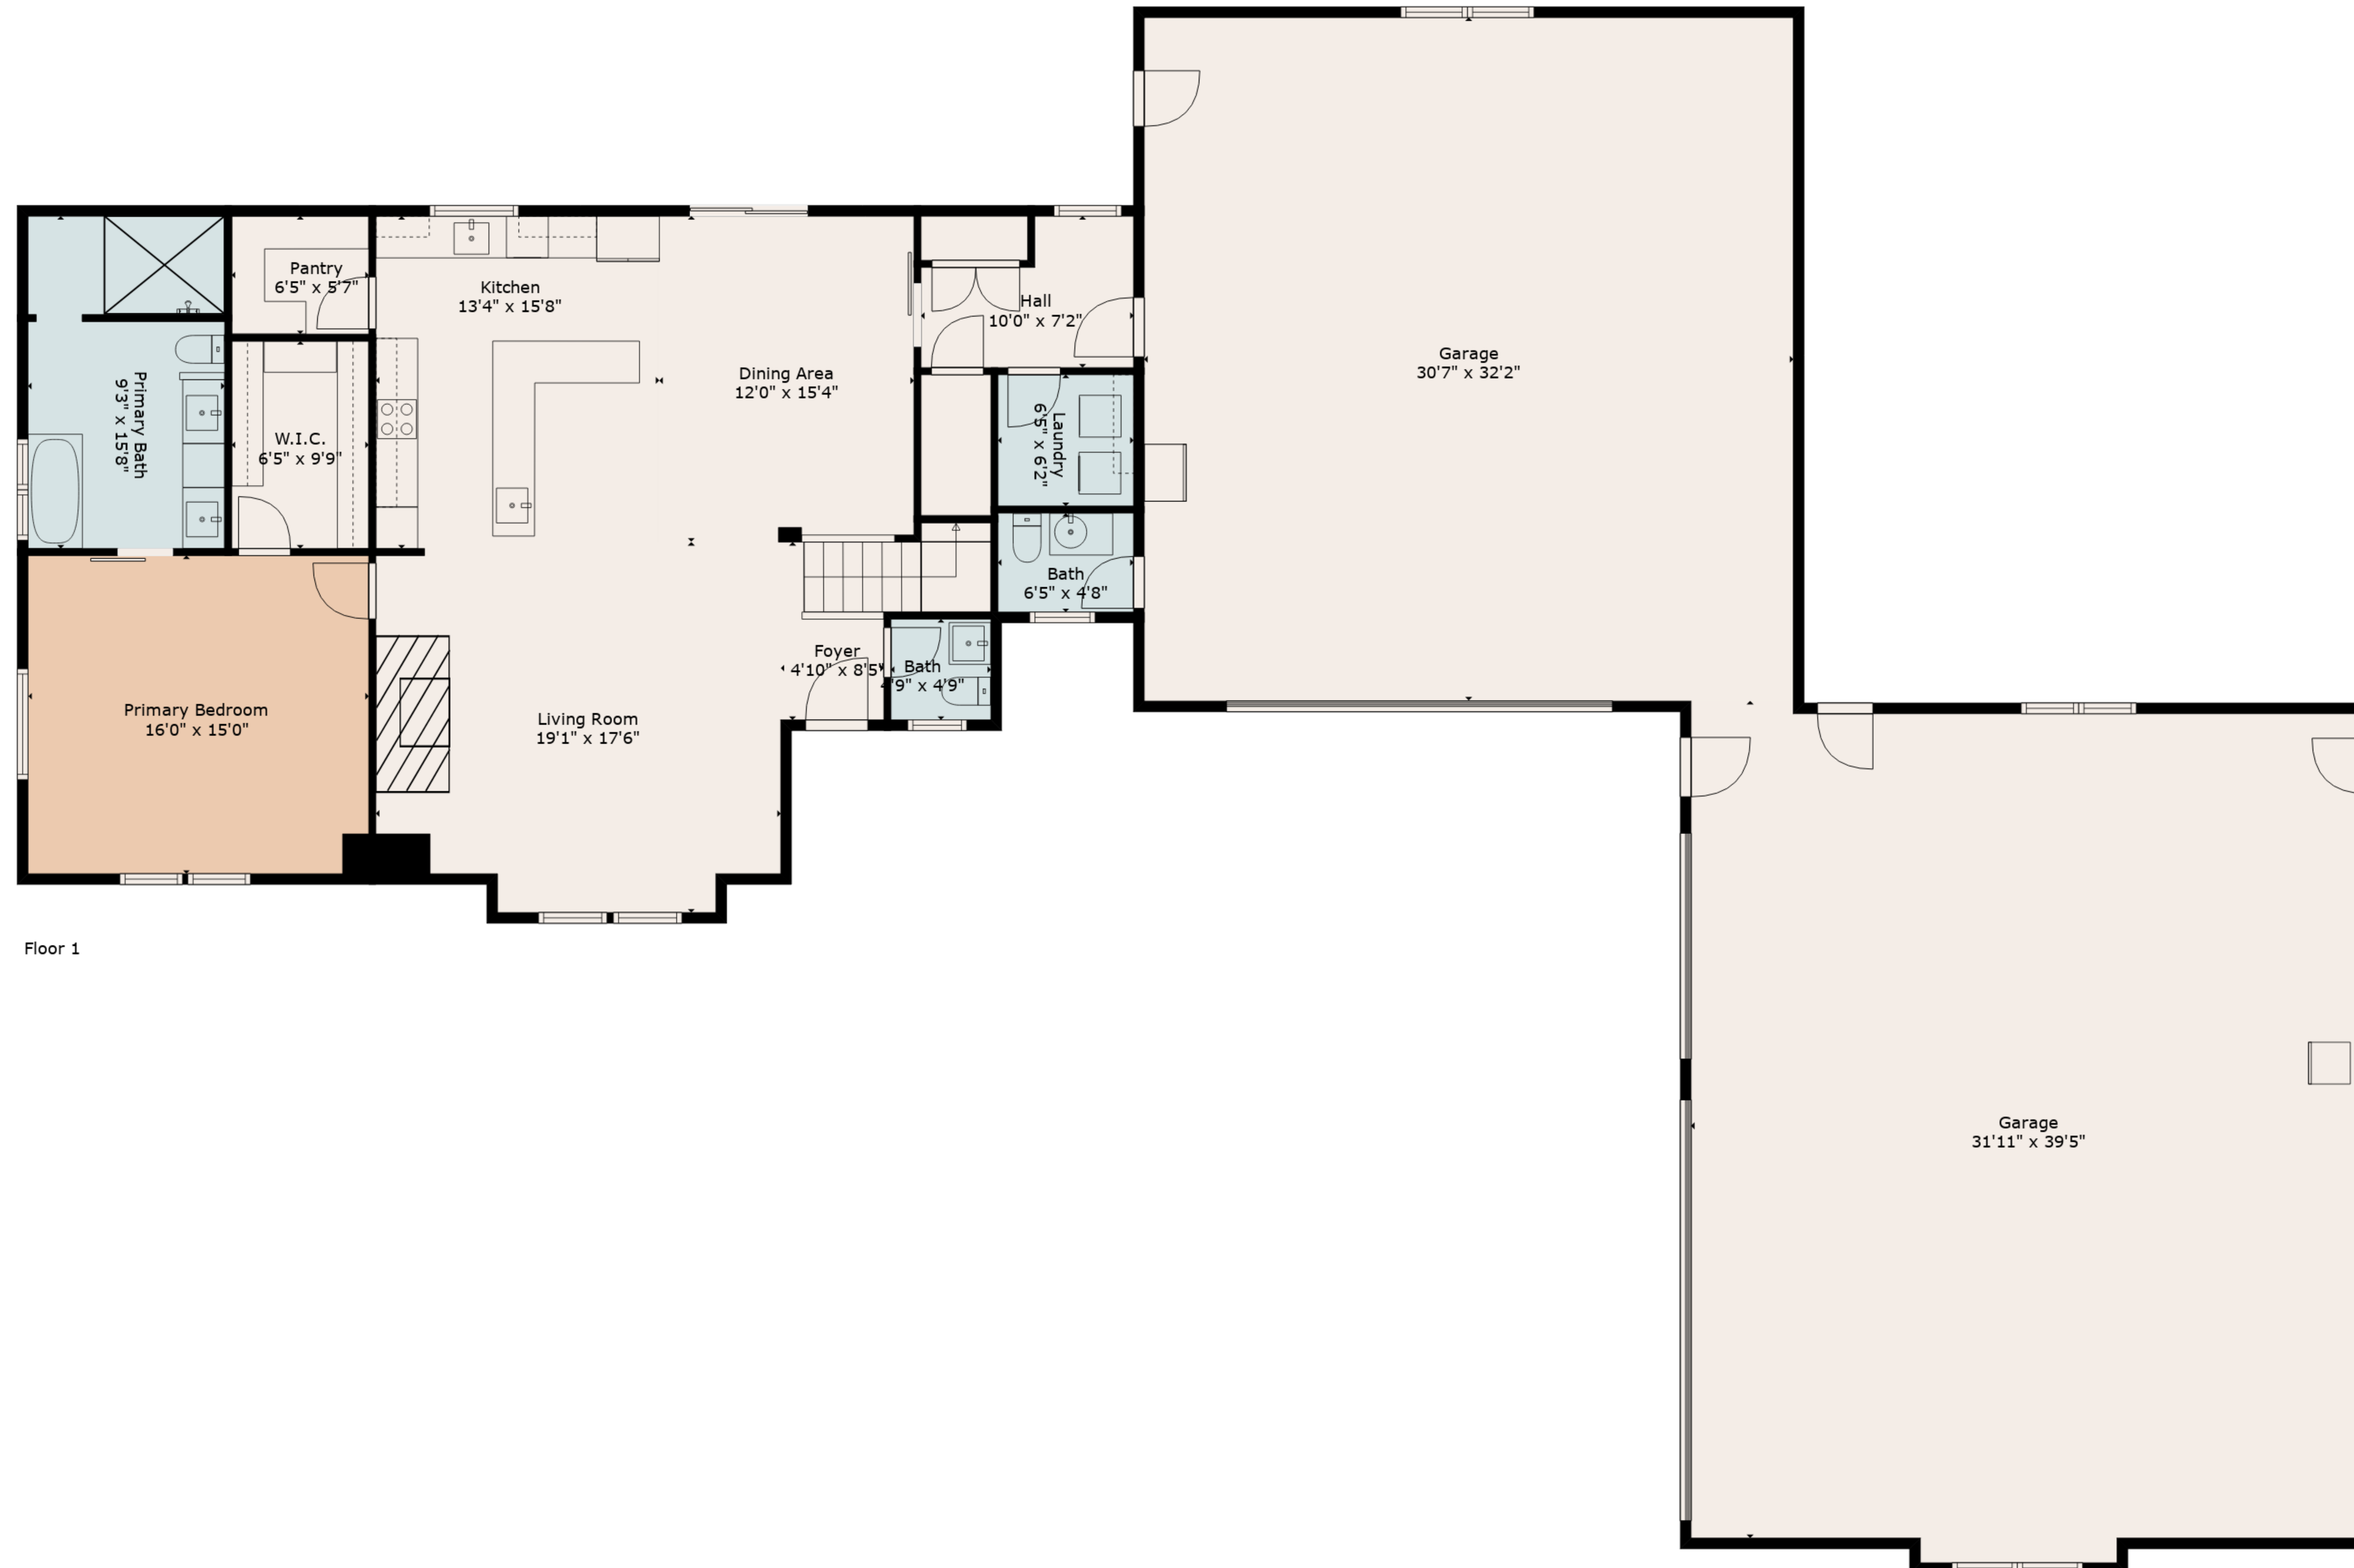 Pantry
6'5" x 5'7"
Kitchen
13'4" x 15'8"
Hall
10'0" x 7'2"
Garage
30'7" x 32'2"
Dining Area
12'0" x 15'4"
Primary Bath
9'3" x 15'8"
W.I.C.
6'5" x 9'9"
Laundry
6'5" x 6'2"
Bath
6'5" x 4'8"
Foyer
4'10" x 8'5"
Bath
4'9" x 4'9"
Primary Bedroom
16'0" x 15'0"
Living Room
19'1" x 17'6"
Floor 1
Garage
31'11" x 39'5"